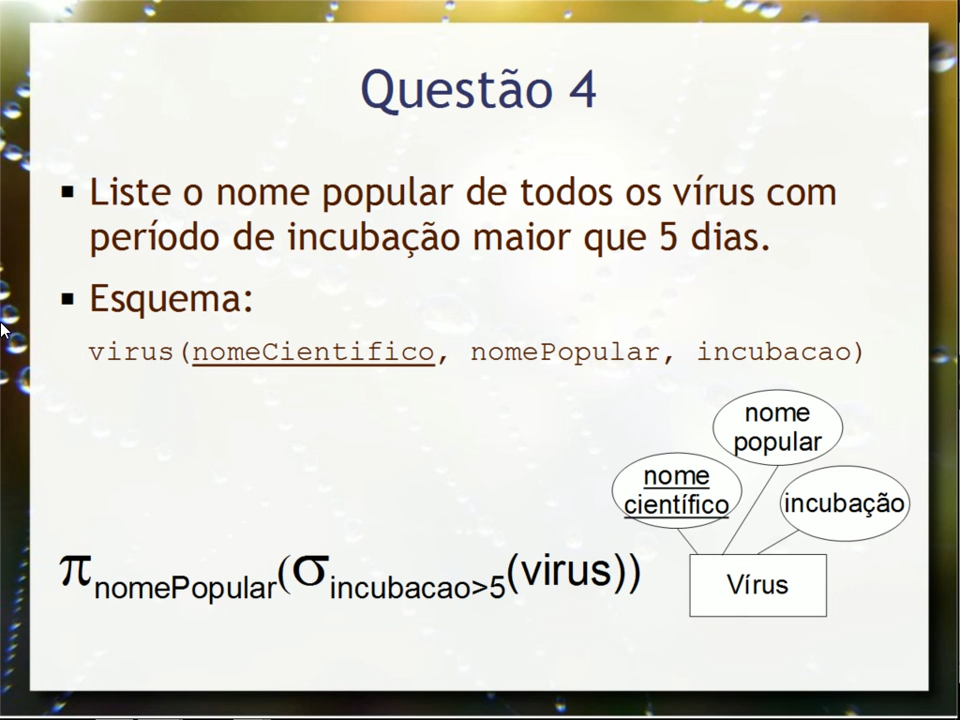 Questão 4
▪ Liste o nome popular de todos os vírus com
período de incubação maior que 5 dias.
▪ Esquema:
virus(nomeCientifico, nomePopular, incubacao)
nome
popular
nome
científico
incubação
πnomePopular(σincubacao>5(virus))
Vírus